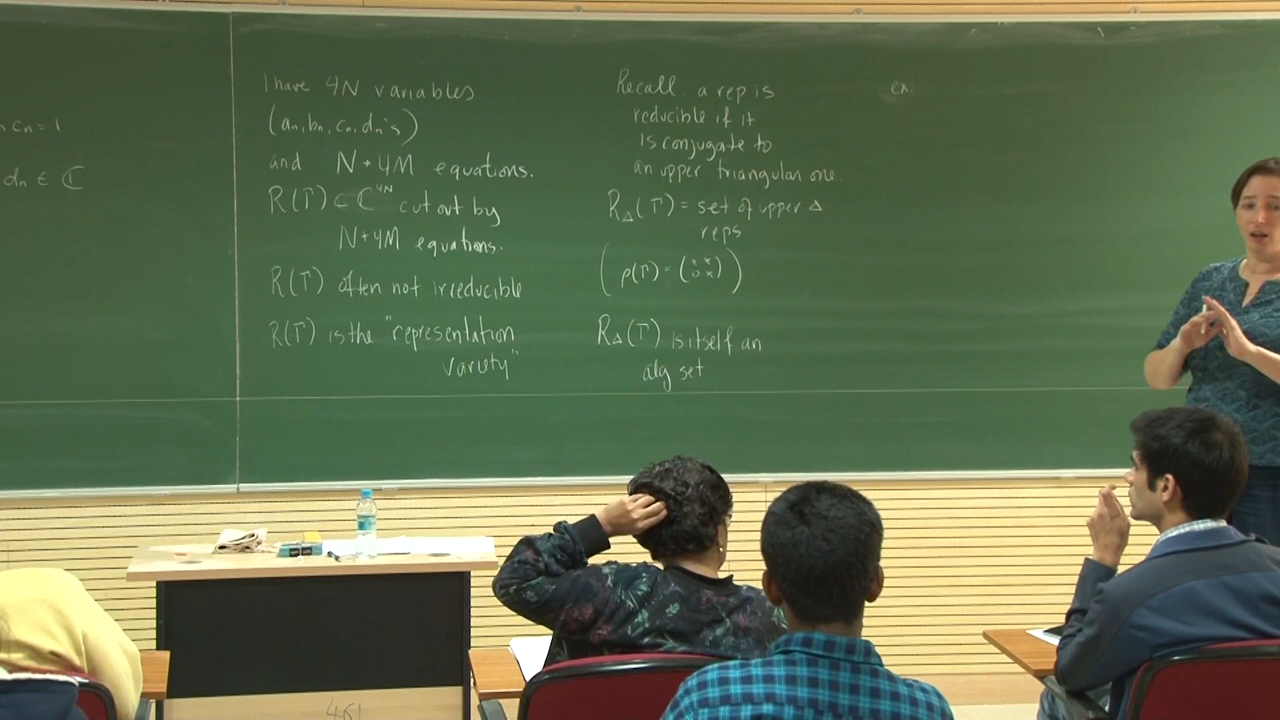 n cn = 1
dn ∈ ℂ
I have 4N variables
(an, bn, cn, dn's)
and N + 4M equations.
R(Γ) ⊂ ℂ^4N cut out by
N+4M equations.
R(Γ) often not irreducible
R(Γ) is the "representation
variety"
Recall: a rep is
reducible if it
is conjugate to
an upper triangular one.
R△(Γ) = set of upper △
reps
(ρ(Γ) = (* * 0 *))
R△(Γ) is itself an
alg set
ex:
461